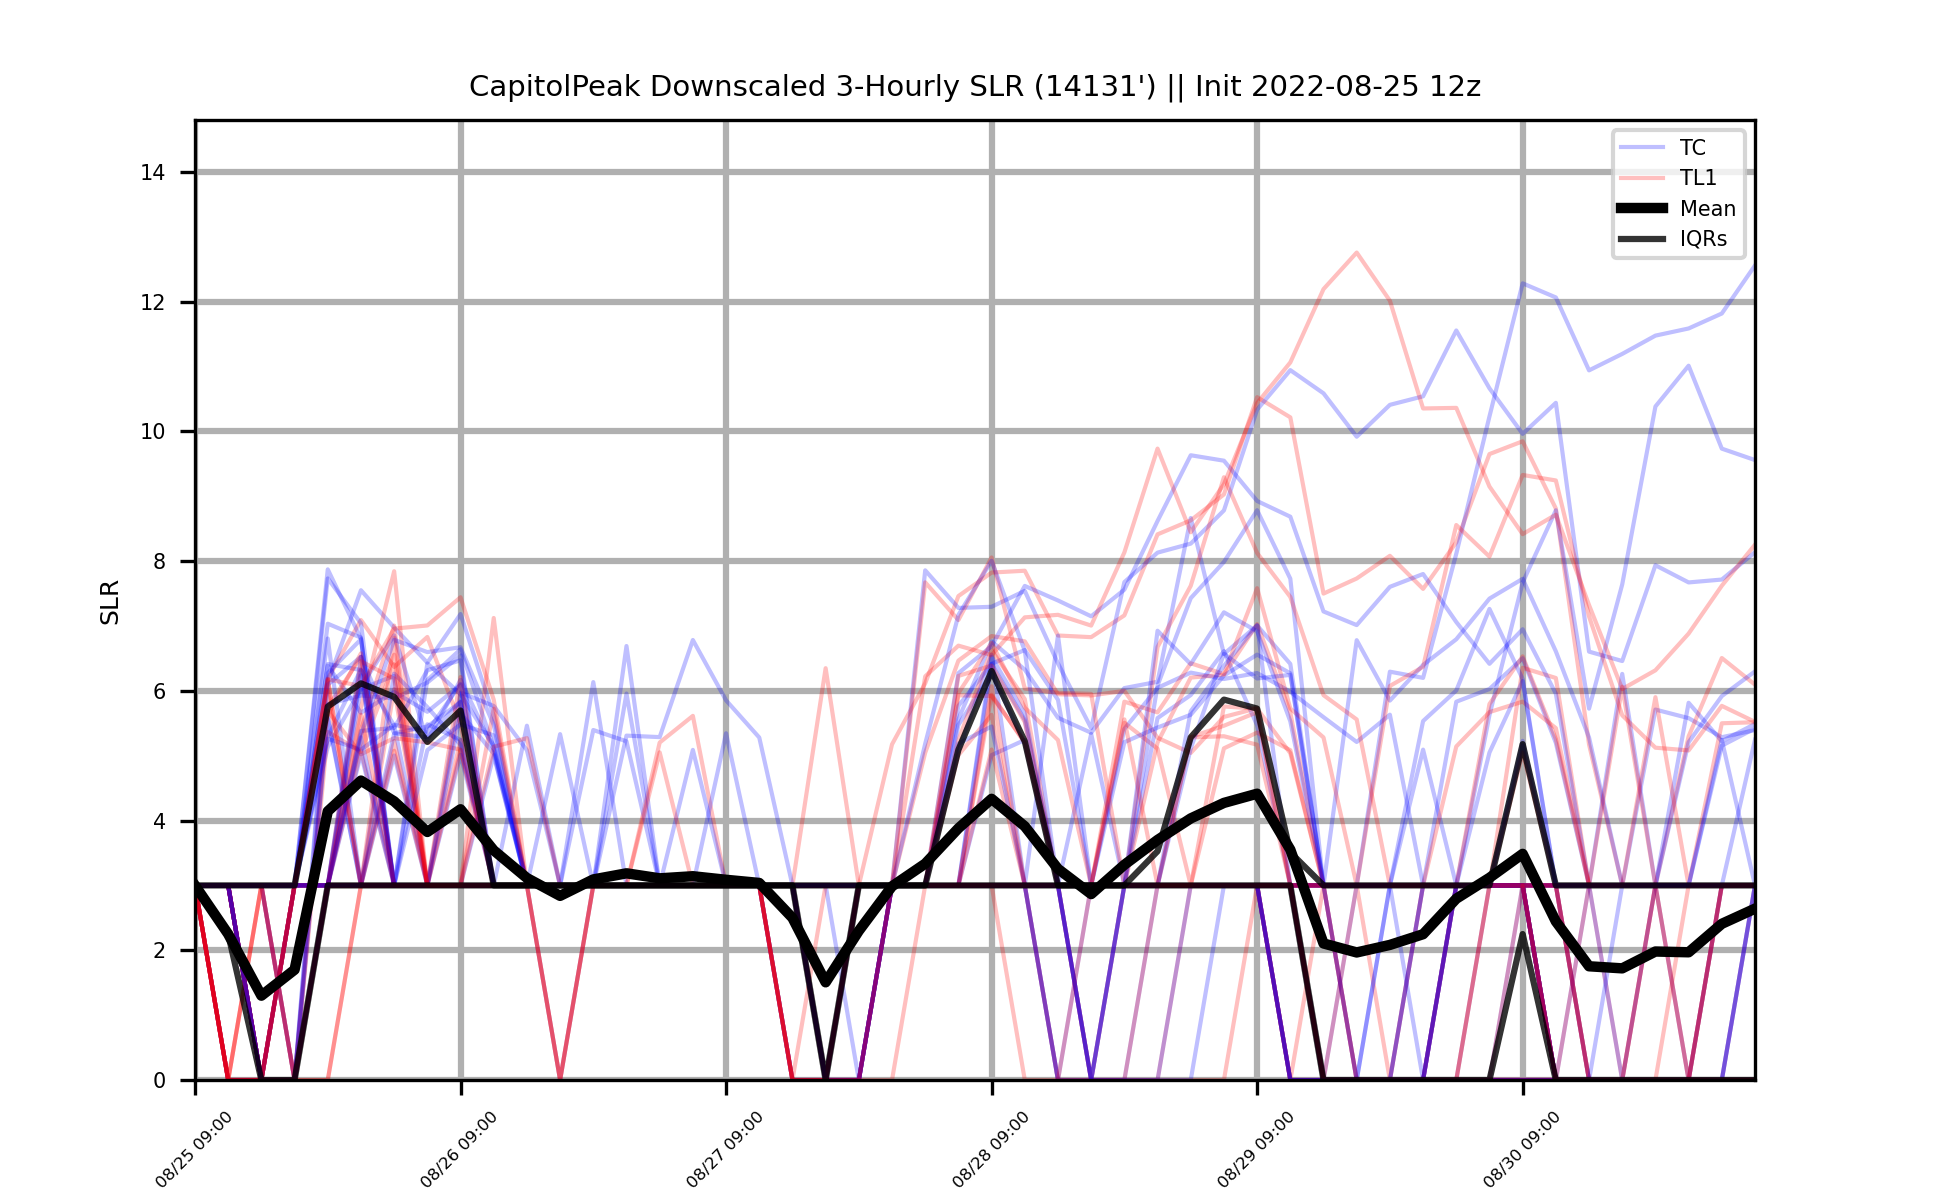 CapitolPeak Downscaled 3-Hourly SLR (14131') || Init 2022-08-25 12z
TC
TL1
Mean
IQRs
SLR
14
12
10
8
6
4
2
0
08/25 09:00
08/26 09:00
08/27 09:00
08/28 09:00
08/29 09:00
08/30 09:00